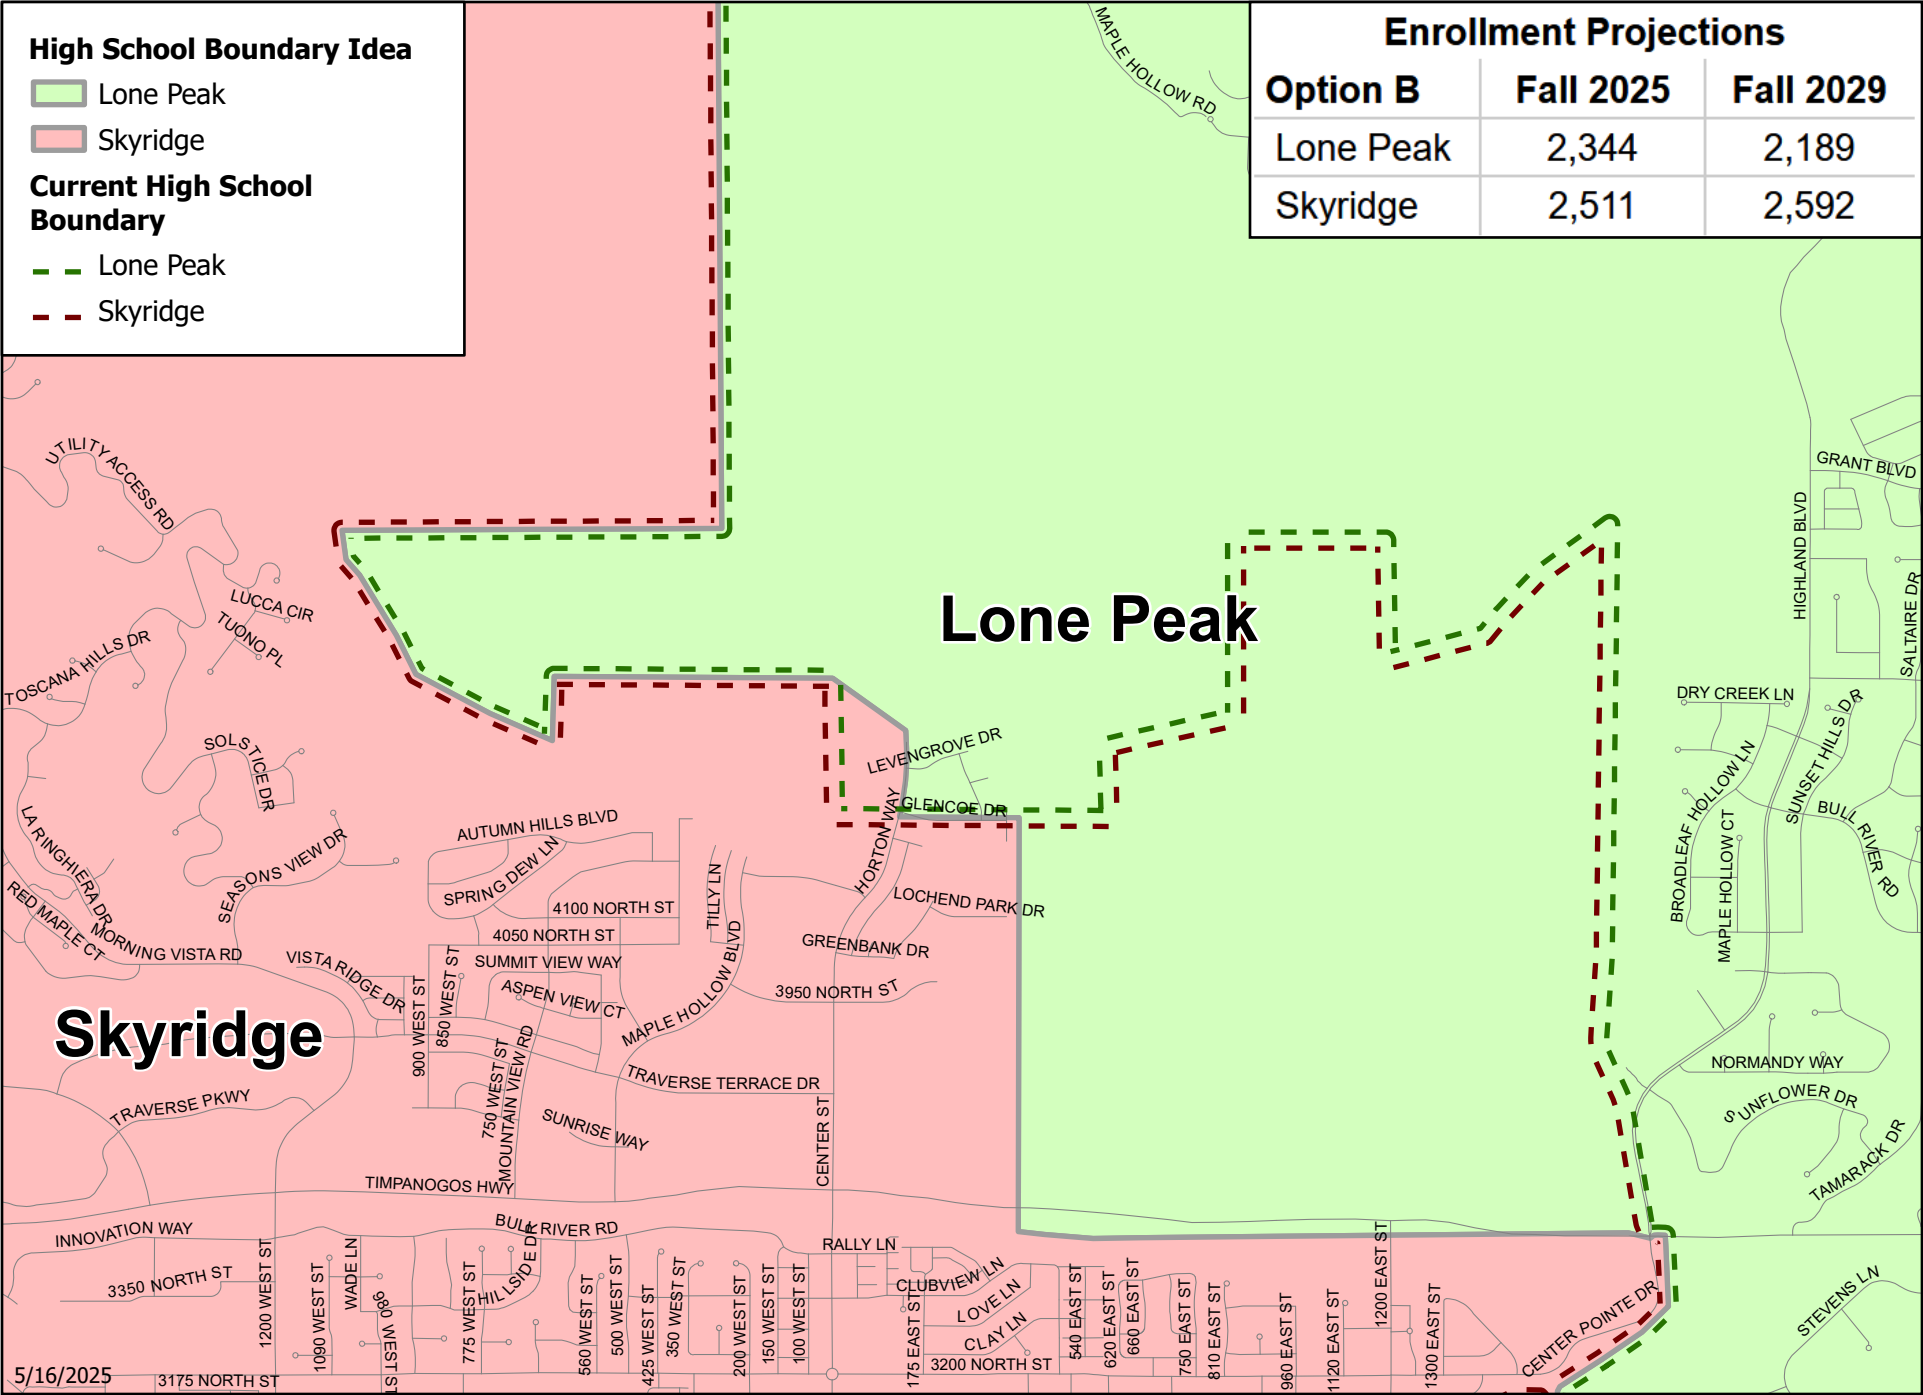 High School Boundary Idea
Lone Peak
Skyridge
Current High School
Boundary
Lone Peak
Skyridge
Enrollment Projections
Option B Fall 2025 Fall 2029
Lone Peak 2,344 2,189
Skyridge 2,511 2,592
MAPLE HOLLOW RD
UTILITY ACCESS RD
GRANT BLVD
HIGHLAND BLVD
SALTAIRE DR
LUCCA CIR
TUONO PL
TOSCANA HILLS DR
Lone Peak
DRY CREEK LN
SOLSTICE DR
LEVENGROVE DR
GLENCOE DR
HORTON WAY
BROADLEAF HOLLOW LN
SUNSET HILLS DR
MAPLE HOLLOW CT
BULL RIVER RD
LA RINGHIERA DR
SEASONS VIEW DR
AUTUMN HILLS BLVD
SPRING DEW LN
RED MAPLE CT
MORNING VISTA RD
4100 NORTH ST
4050 NORTH ST
TILLY LN
LOCHEND PARK DR
GREENBANK DR
VISTA RIDGE DR
SUMMIT VIEW WAY
ASPEN VIEW CT
MAPLE HOLLOW BLVD
3950 NORTH ST
900 WEST ST
850 WEST ST
Skyridge
750 WEST ST
MOUNTAIN VIEW RD
TRAVERSE TERRACE DR
TRAVERSE PKWY
SUNRISE WAY
CENTER ST
NORMANDY WAY
SUNFLOWER DR
TAMARACK DR
TIMPANOGOS HWY
INNOVATION WAY
BULL RIVER RD
RALLY LN
3350 NORTH ST
1200 WEST ST
1090 WEST ST
WADE LN
980 WEST ST
775 WEST ST
HILLSIDE DR
560 WEST ST
500 WEST ST
425 WEST ST
350 WEST ST
200 WEST ST
150 WEST ST
100 WEST ST
175 EAST ST
CLUBVIEW LN
LOVE LN
CLAY LN
3200 NORTH ST
540 EAST ST
620 EAST ST
660 EAST ST
750 EAST ST
810 EAST ST
960 EAST ST
1120 EAST ST
1200 EAST ST
1300 EAST ST
CENTER POINTE DR
STEVENS LN
5/16/2025
3175 NORTH ST